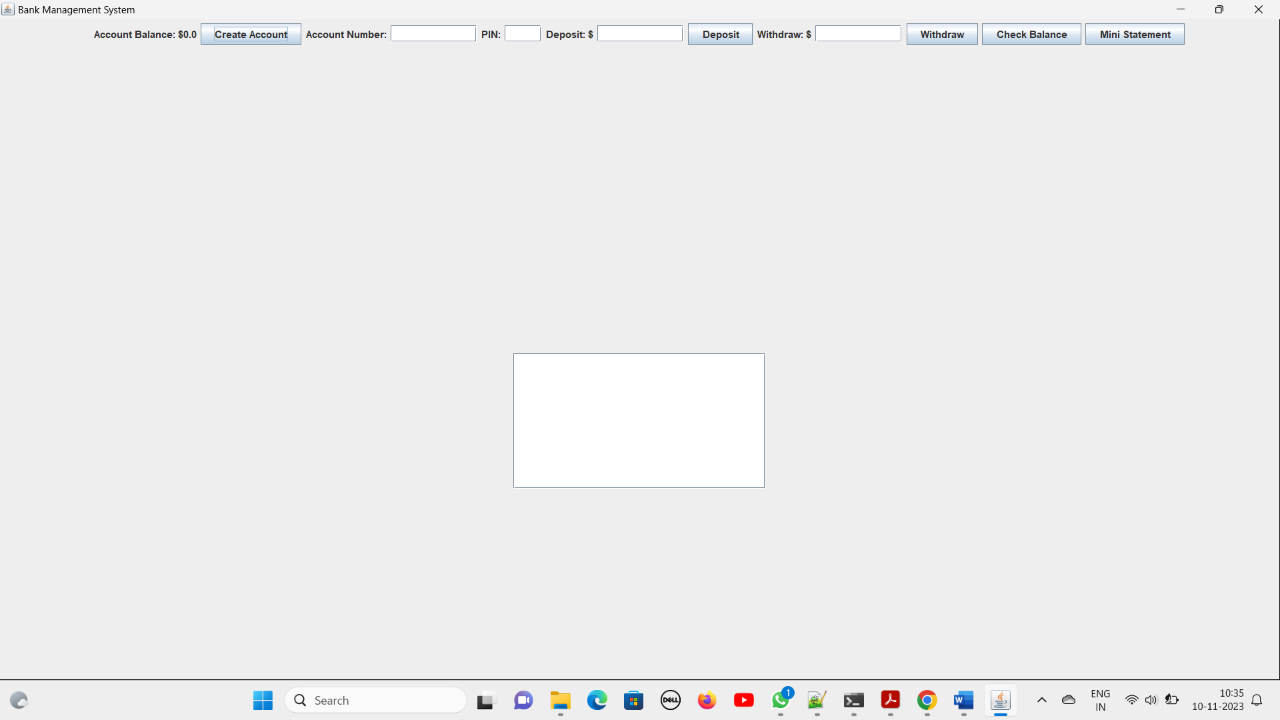 Bank Management System
Account Balance: $0.0 Create Account Account Number: PIN: Deposit: $ Deposit Withdraw: $ Withdraw Check Balance Mini Statement
Search
DELL
1
ENG
IN
10:35
10-11-2023